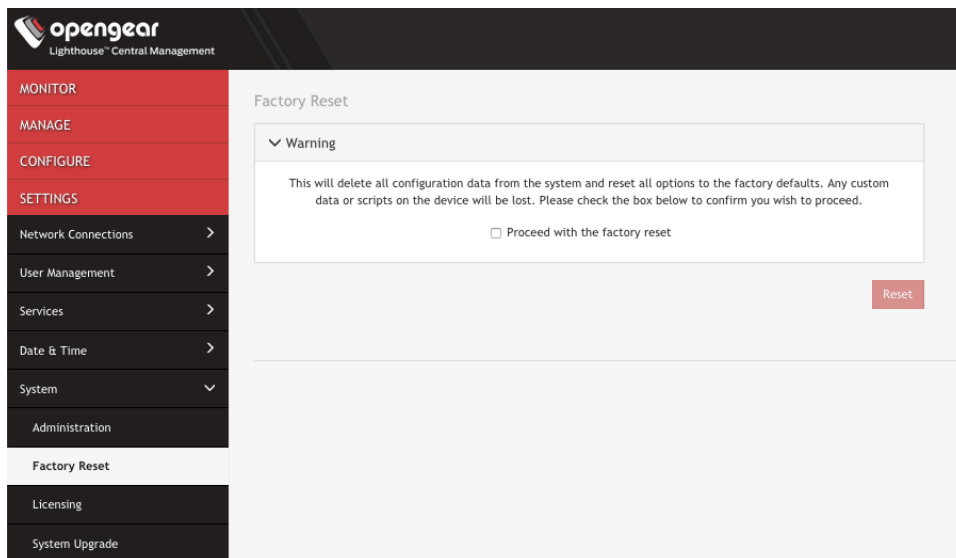 opengear
Lighthouse™ Central Management
MONITOR
MANAGE
CONFIGURE
SETTINGS
Network Connections
User Management
Services
Date & Time
System
Administration
Factory Reset
Licensing
System Upgrade
Factory Reset
Warning
This will delete all configuration data from the system and reset all options to the factory defaults. Any custom
data or scripts on the device will be lost. Please check the box below to confirm you wish to proceed.
Proceed with the factory reset
Reset